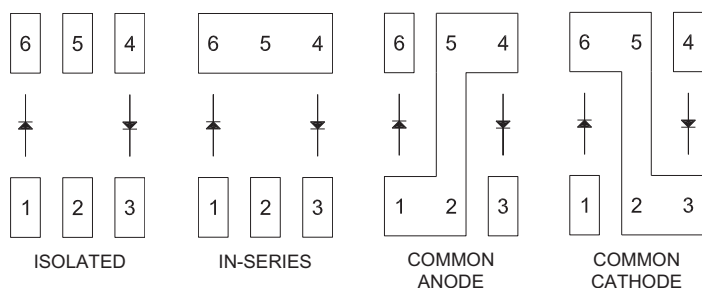 6 5 4 6 5 4 6 5 4 6 5 4
1 2 3 1 2 3 1 2 3 1 2 3
ISOLATED IN-SERIES COMMON COMMON
ANODE CATHODE